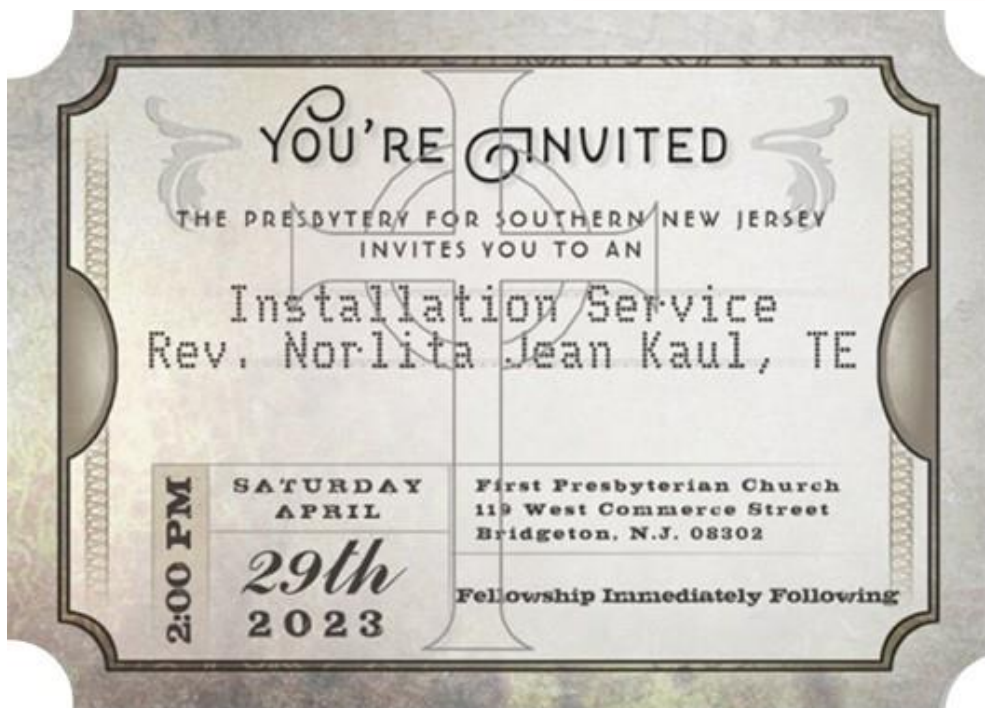 YOU'RE INVITED
THE PRESBYTERY FOR SOUTHERN NEW JERSEY
INVITES YOU TO AN
Installation Service
Rev. Norlita Jean Kaul, TE
2:00 PM
SATURDAY
APRIL
29th
2023
First Presbyterian Church
119 West Commerce Street
Bridgeton, N.J. 08302
Fellowship Immediately Following